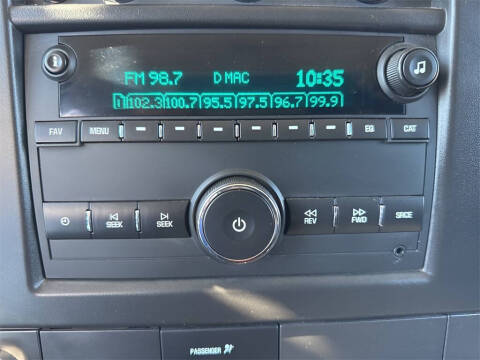 FM 98.7 D MAC 10:35
1 102.3 100.7 95.5 97.5 96.7 99.9
FAV MENU EQ CAT
SEEK SEEK REV FWD SRCE
PASSENGER